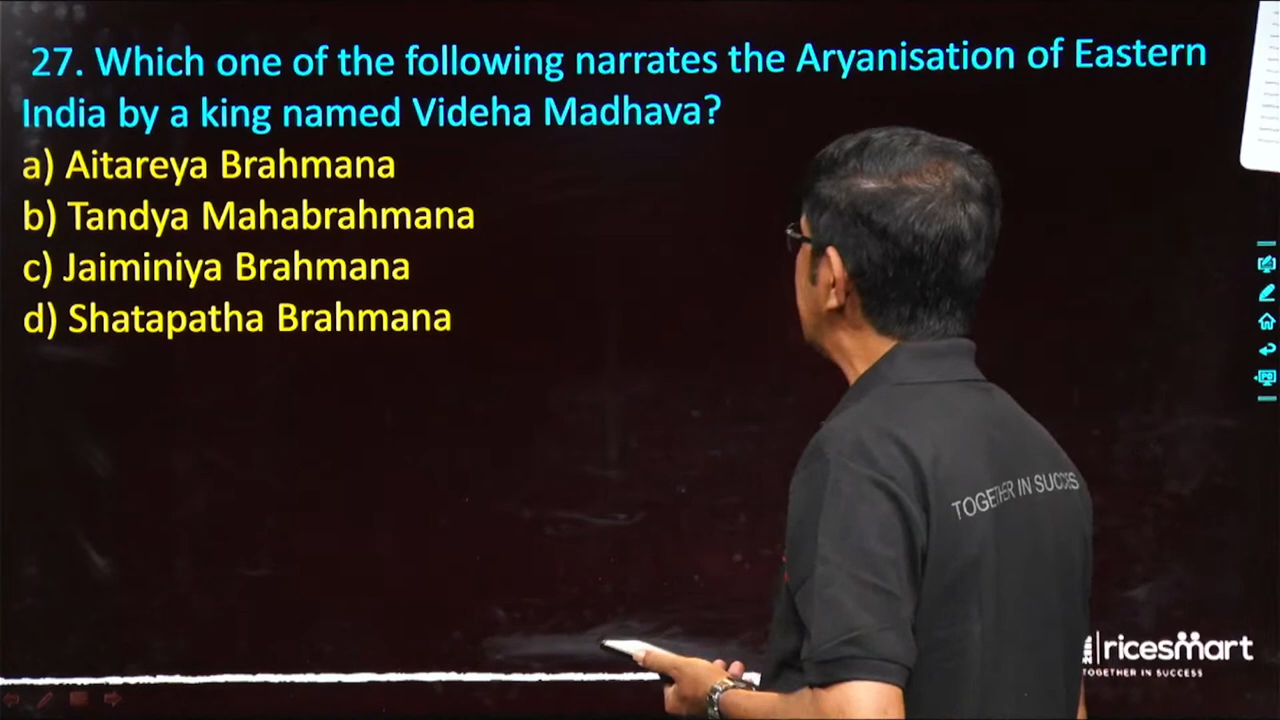 27. Which one of the following narrates the Aryanisation of Eastern
India by a king named Videha Madhava?
a) Aitareya Brahmana
b) Tandya Mahabrahmana
c) Jaiminiya Brahmana
d) Shatapatha Brahmana
TOGETHER IN SUCCESS
ricesmart
TOGETHER IN SUCCESS